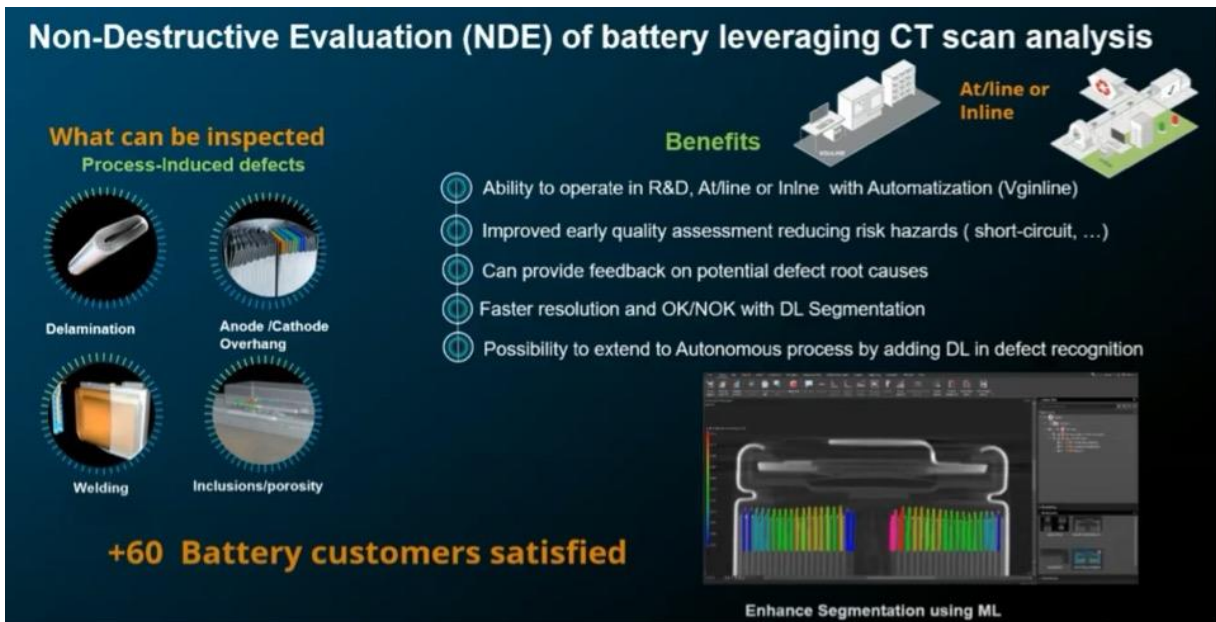 Non-Destructive Evaluation (NDE) of battery leveraging CT scan analysis
At/line or
Inline
What can be inspected
Process-Induced defects
Benefits
Ability to operate in R&D, At/line or Inlne with Automatization (Vginline)
Improved early quality assessment reducing risk hazards ( short-circuit, ...)
Can provide feedback on potential defect root causes
Faster resolution and OK/NOK with DL Segmentation
Possibility to extend to Autonomous process by adding DL in defect recognition
Delamination
Anode /Cathode
Overhang
Welding
Inclusions/porosity
+60 Battery customers satisfied
Enhance Segmentation using ML